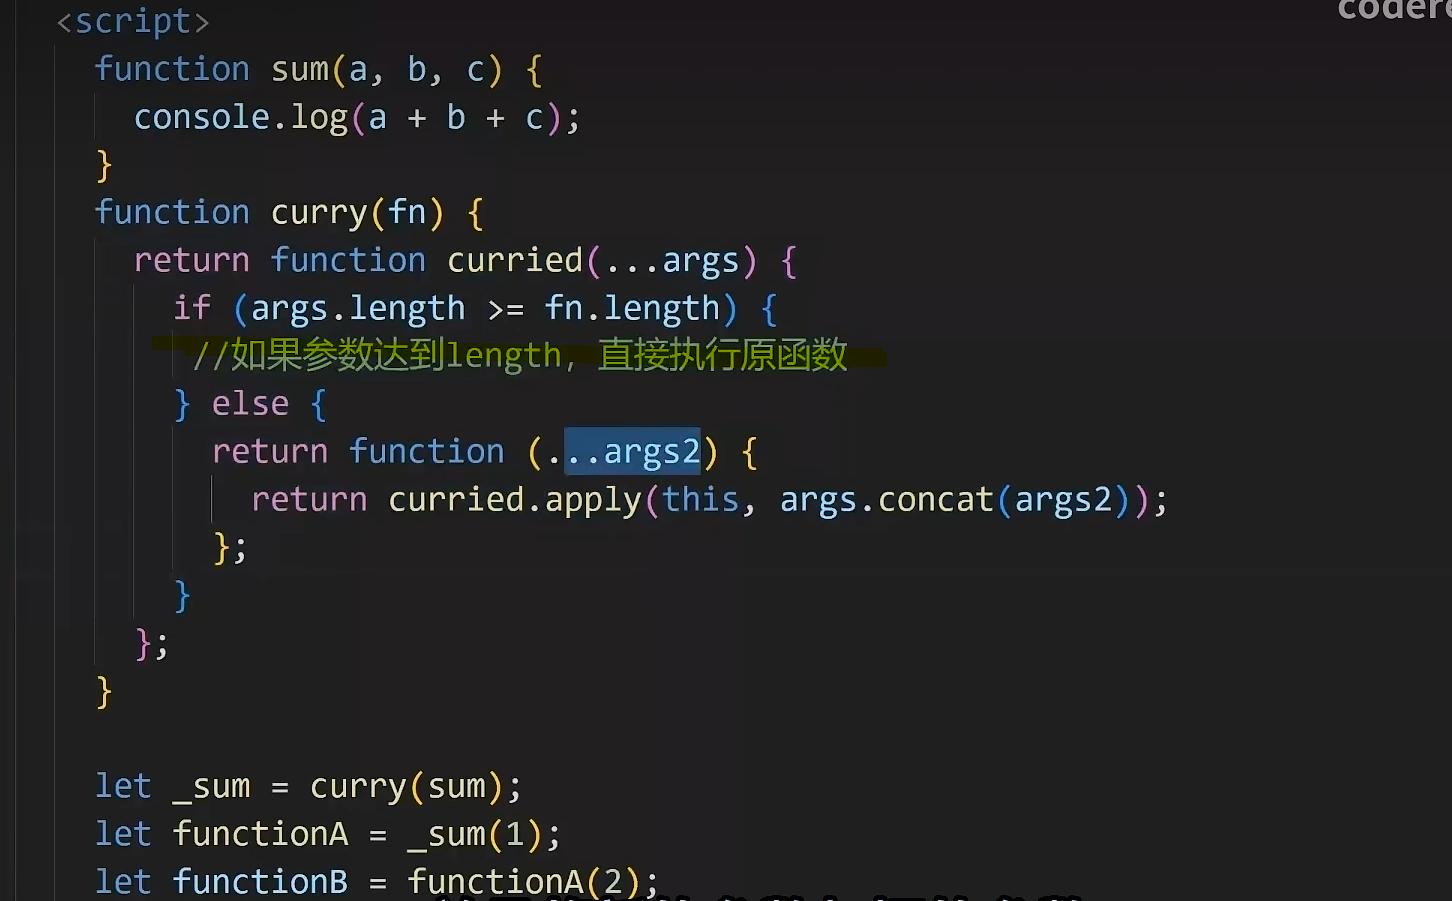 <script>
codere
function sum(a, b, c) {
console.log(a + b + c);
}
function curry(fn) {
return function curried(...args) {
if (args.length >= fn.length) {
//如果参数达到length，直接执行原函数
} else {
return function (...args2) {
return curried.apply(this, args.concat(args2));
};
}
};
}
let _sum = curry(sum);
let functionA = _sum(1);
let functionB = functionA(2);